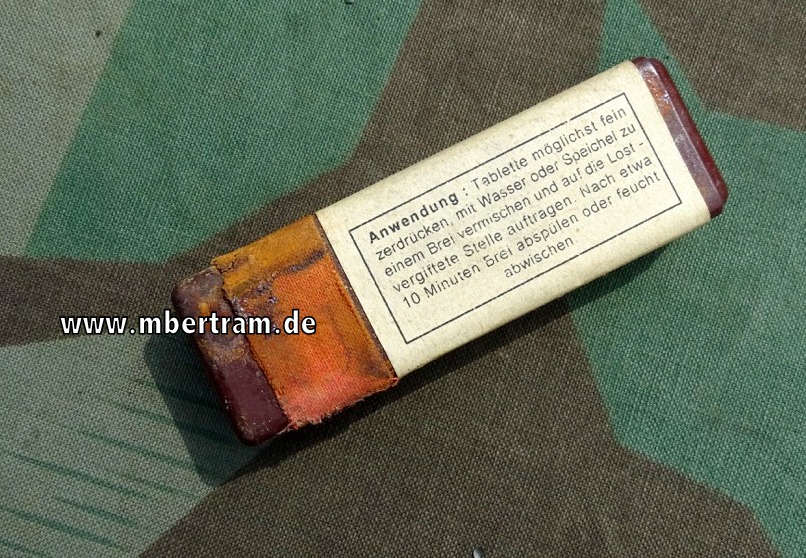 Anwendung : Tablette möglichst fein
zerdrücken, mit Wasser oder Speichel zu
einem Brei vermischen und auf die Lost -
vergiftete Stelle auftragen. Nach etwa
10 Minuten Brei abspülen oder feucht
abwischen.
www.mbertram.de